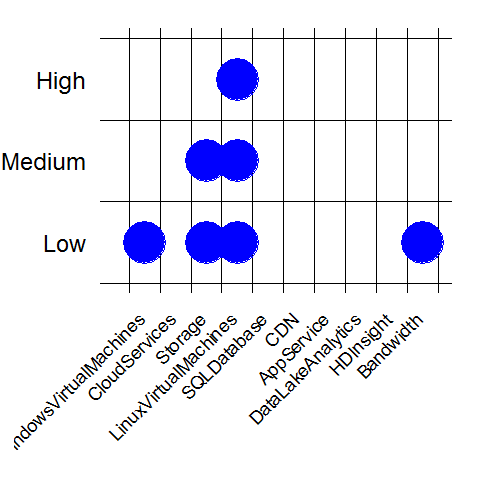 High
Medium
Low
ndowsVirtualMachines
CloudServices
Storage
LinuxVirtualMachines
SQLDatabase
CDN
AppService
DataLakeAnalytics
HDInsight
Bandwidth